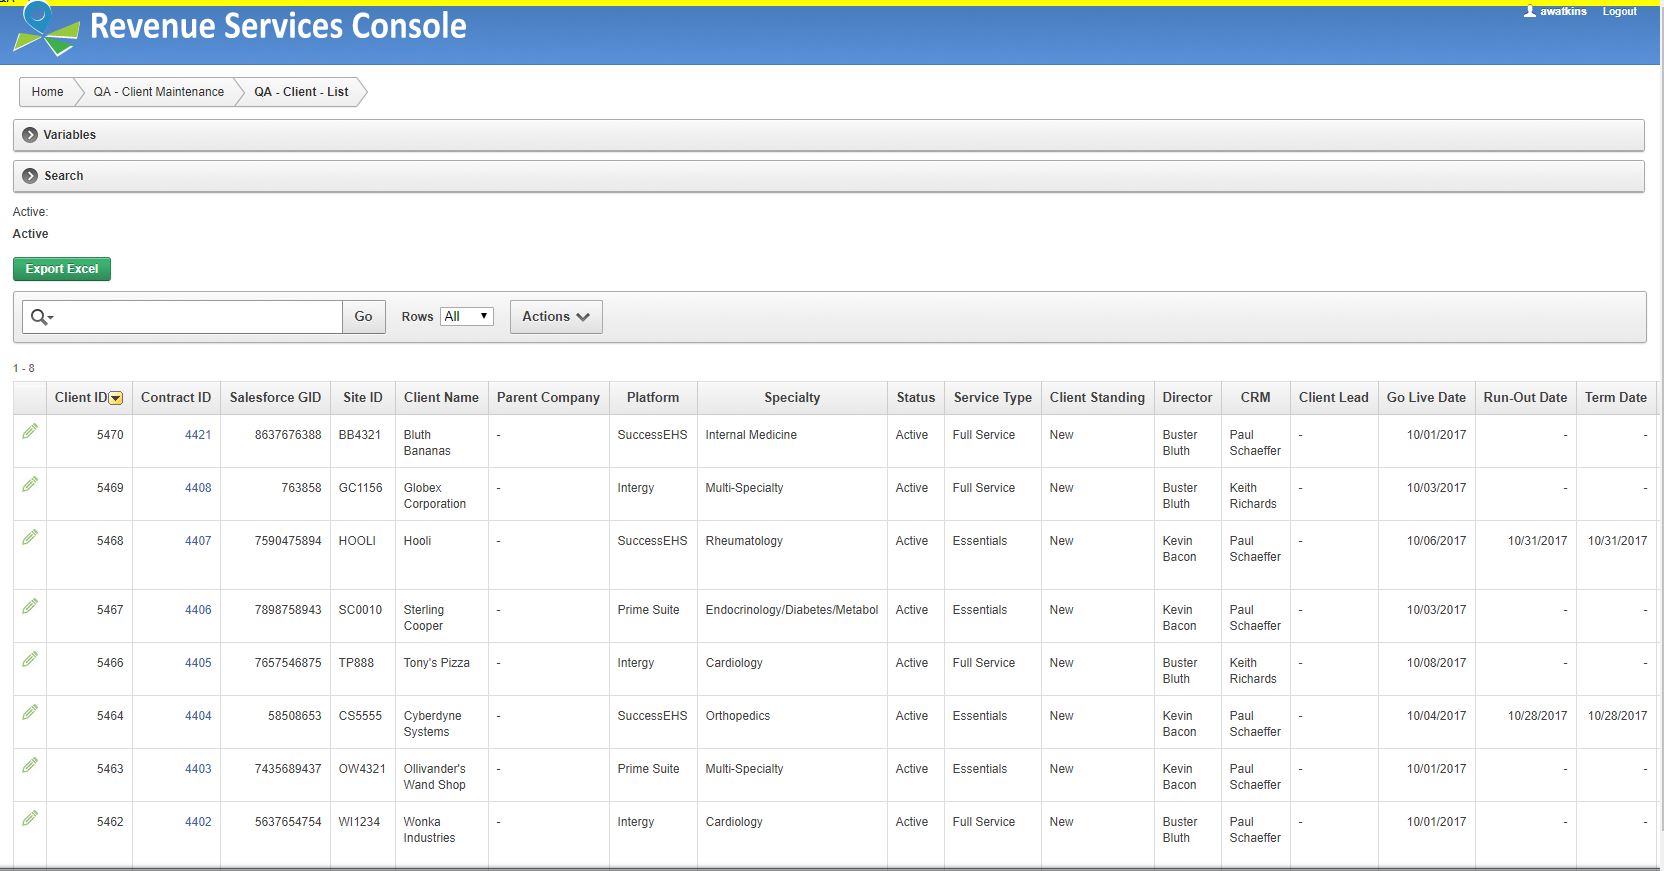 Revenue Services Console
awatkins Logout
Home QA - Client Maintenance QA - Client - List
Variables
Search
Active:
Active
Export Excel
Go Rows All Actions
1 - 8
Client ID Contract ID Salesforce GID Site ID Client Name Parent Company Platform Specialty Status Service Type Client Standing Director CRM Client Lead Go Live Date Run-Out Date Term Date
5470 4421 8637676388 BB4321 Bluth Bananas - SuccessEHS Internal Medicine Active Full Service New Buster Bluth Paul Schaeffer - 10/01/2017 - -
5469 4408 763858 GC1156 Globex Corporation - Intergy Multi-Specialty Active Full Service New Buster Bluth Keith Richards - 10/03/2017 - -
5468 4407 7590475894 HOOLI Hooli - SuccessEHS Rheumatology Active Essentials New Kevin Bacon Paul Schaeffer - 10/06/2017 10/31/2017 10/31/2017
5467 4406 7898758943 SC0010 Sterling Cooper - Prime Suite Endocrinology/Diabetes/Metabol Active Essentials New Kevin Bacon Paul Schaeffer - 10/03/2017 - -
5466 4405 7657546875 TP888 Tony's Pizza - Intergy Cardiology Active Full Service New Buster Bluth Keith Richards - 10/08/2017 - -
5464 4404 58508653 CS5555 Cyberdyne Systems - SuccessEHS Orthopedics Active Essentials New Kevin Bacon Paul Schaeffer - 10/04/2017 10/28/2017 10/28/2017
5463 4403 7435689437 OW4321 Ollivander's Wand Shop - Prime Suite Multi-Specialty Active Essentials New Kevin Bacon Paul Schaeffer - 10/01/2017 - -
5462 4402 5637654754 WI1234 Wonka Industries - Intergy Cardiology Active Full Service New Buster Bluth Paul Schaeffer - 10/01/2017 - -